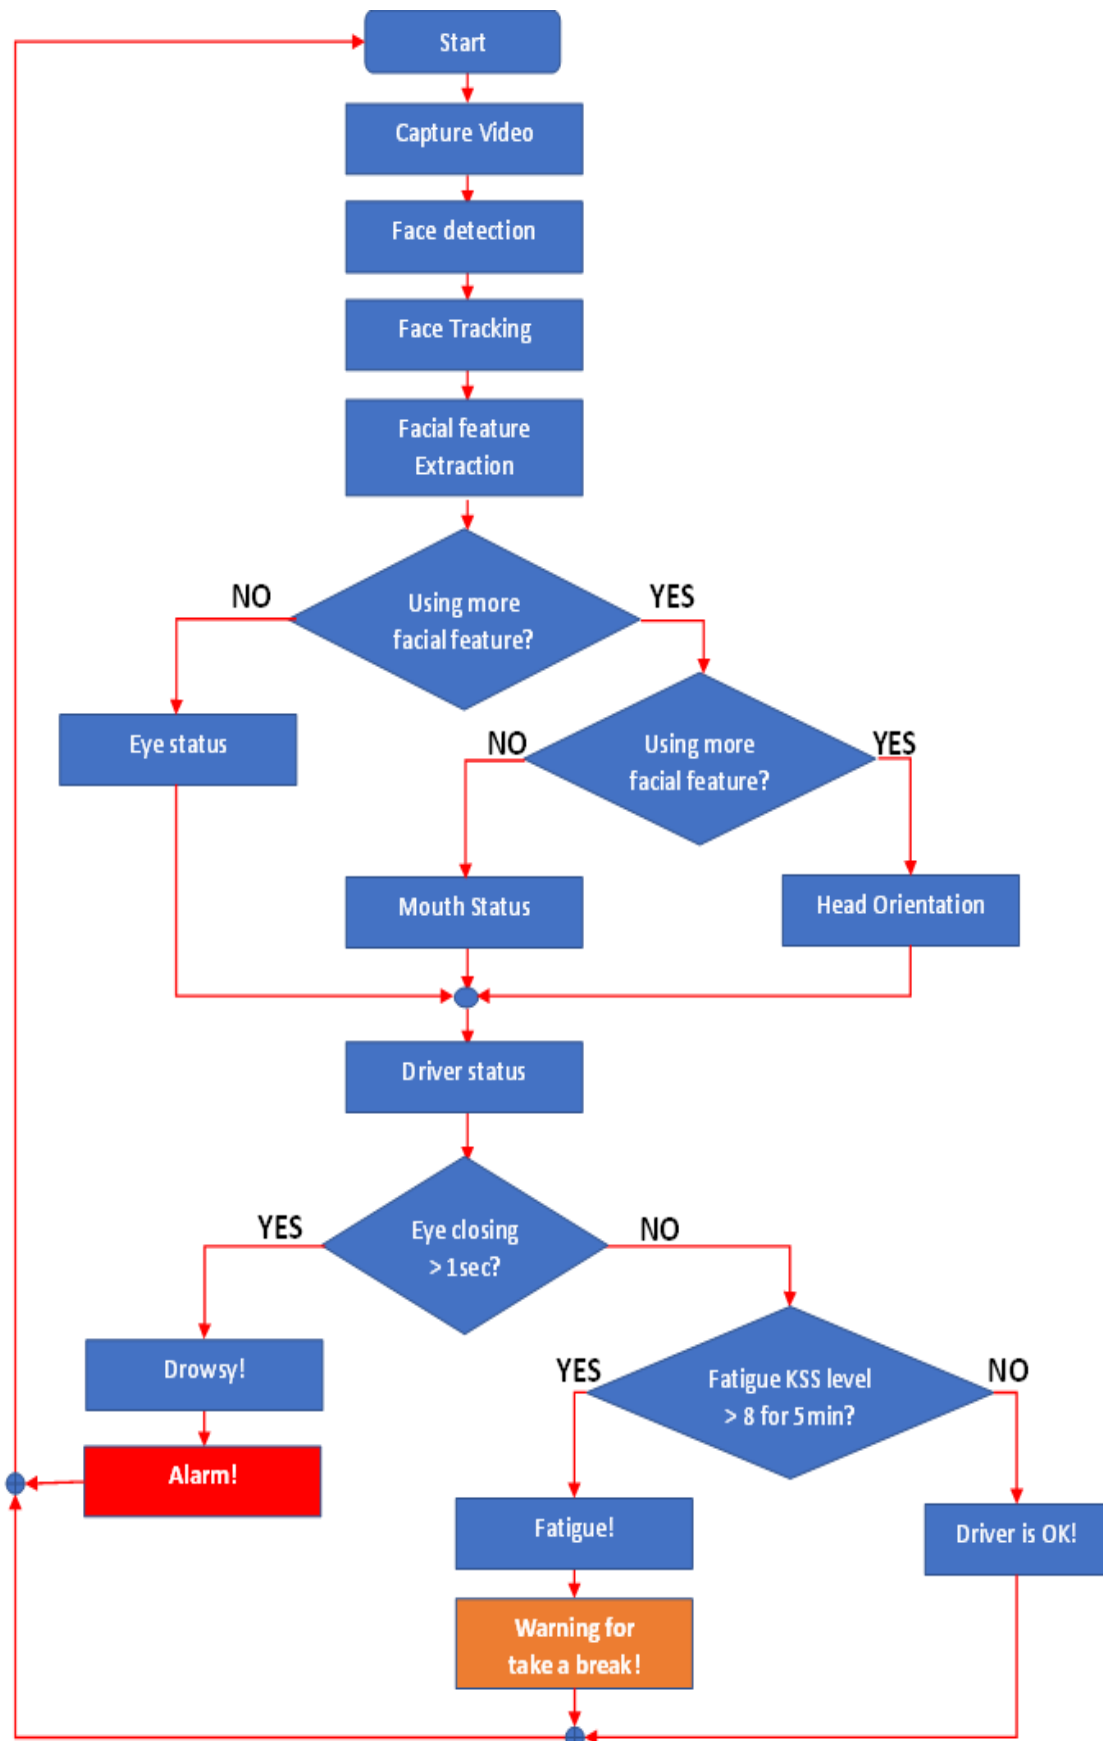 Start
Capture Video
Face detection
Face Tracking
Facial feature
Extraction
NO
YES
Using more
facial feature?
Eye status
NO
YES
Using more
facial feature?
Mouth Status
Head Orientation
Driver status
YES
NO
Eye closing
> 1sec?
Drowsy!
YES
NO
Fatigue KSS level
> 8 for 5min?
Alarm!
Fatigue!
Driver is OK!
Warning for
take a break!